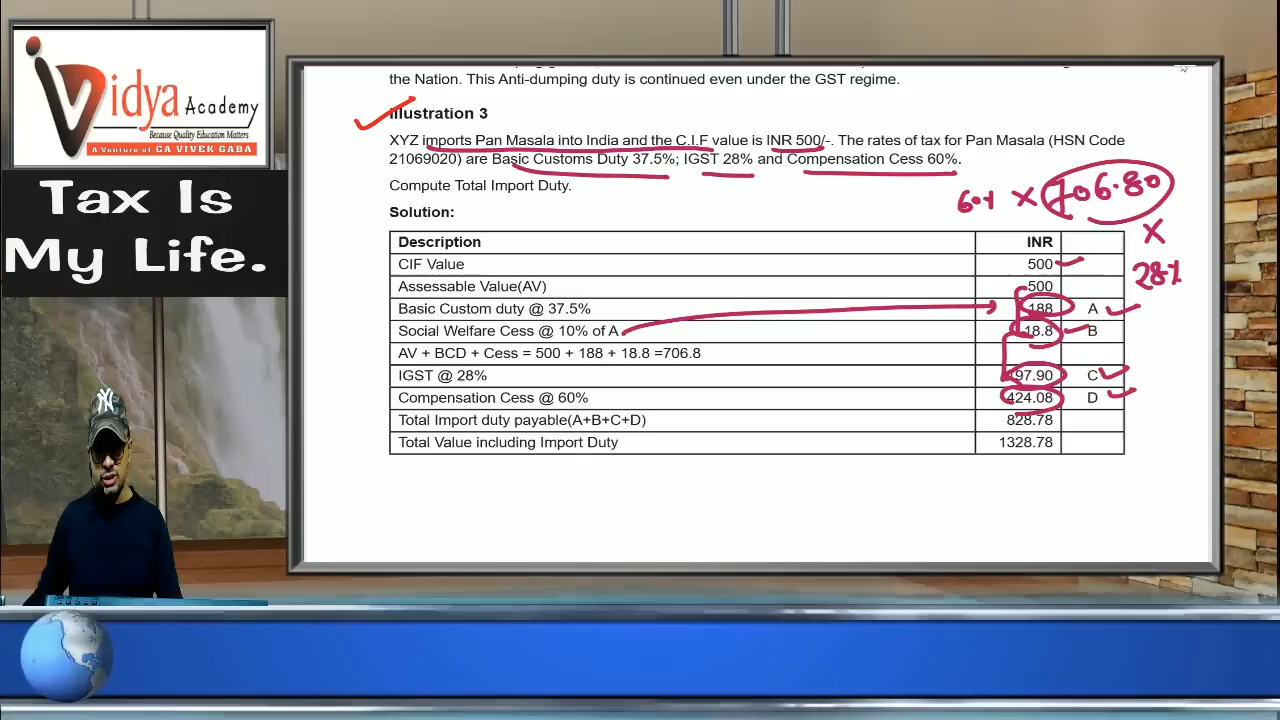 Vidya Academy
Because Quality Education Matters
A Venture of CA VIVEK GABA
Tax Is
My Life.
the Nation. This Anti-dumping duty is continued even under the GST regime.
Illustration 3
XYZ imports Pan Masala into India and the C.I.F value is INR 500/-. The rates of tax for Pan Masala (HSN Code
21069020) are Basic Customs Duty 37.5%; IGST 28% and Compensation Cess 60%.
Compute Total Import Duty.
60% × 706.80
×
28%
Solution:
Description INR
CIF Value 500
Assessable Value(AV) 500
Basic Custom duty @ 37.5% 188 A
Social Welfare Cess @ 10% of A 18.8 B
AV + BCD + Cess = 500 + 188 + 18.8 =706.8
IGST @ 28% 197.90 C
Compensation Cess @ 60% 424.08 D
Total Import duty payable(A+B+C+D) 828.78
Total Value including Import Duty 1328.78
NY